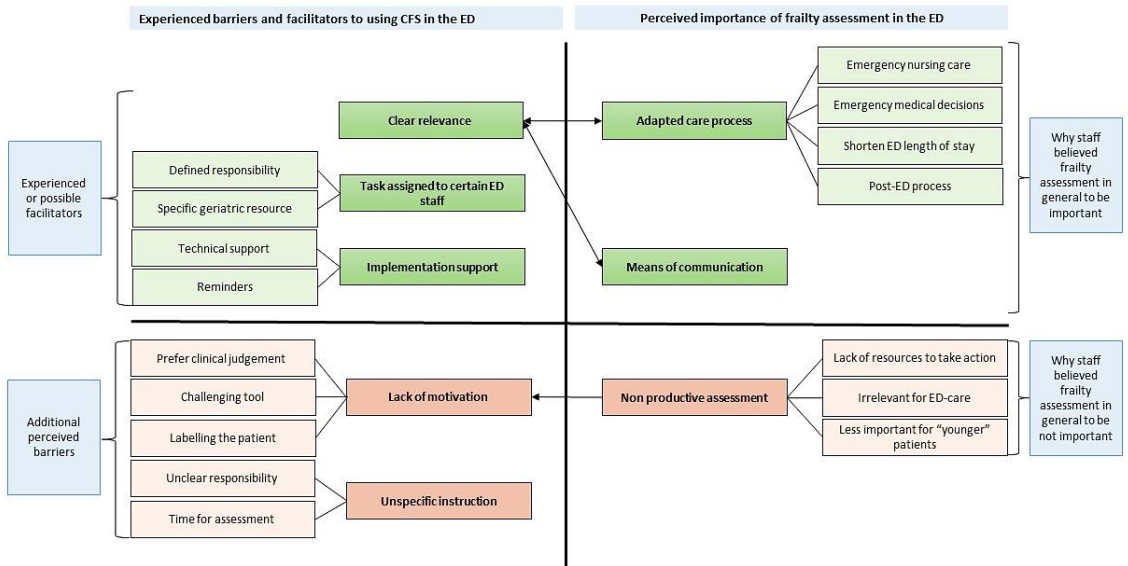 Experienced barriers and facilitators to using CFS in the ED
Perceived importance of frailty assessment in the ED
Experienced
or possible
facilitators
Clear relevance
Defined responsibility
Specific geriatric resource
Task assigned to certain ED
staff
Technical support
Reminders
Implementation support
Adapted care process
Emergency nursing care
Emergency medical decisions
Shorten ED length of stay
Post-ED process
Means of communication
Why staff
believed
frailty
assessment in
general to be
important
Additional
perceived
barriers
Prefer clinical judgement
Challenging tool
Labelling the patient
Lack of motivation
Unclear responsibility
Time for assessment
Unspecific instruction
Non productive assessment
Lack of resources to take action
Irrelevant for ED-care
Less important for “younger”
patients
Why staff
believed
frailty
assessment in
general to be
not important